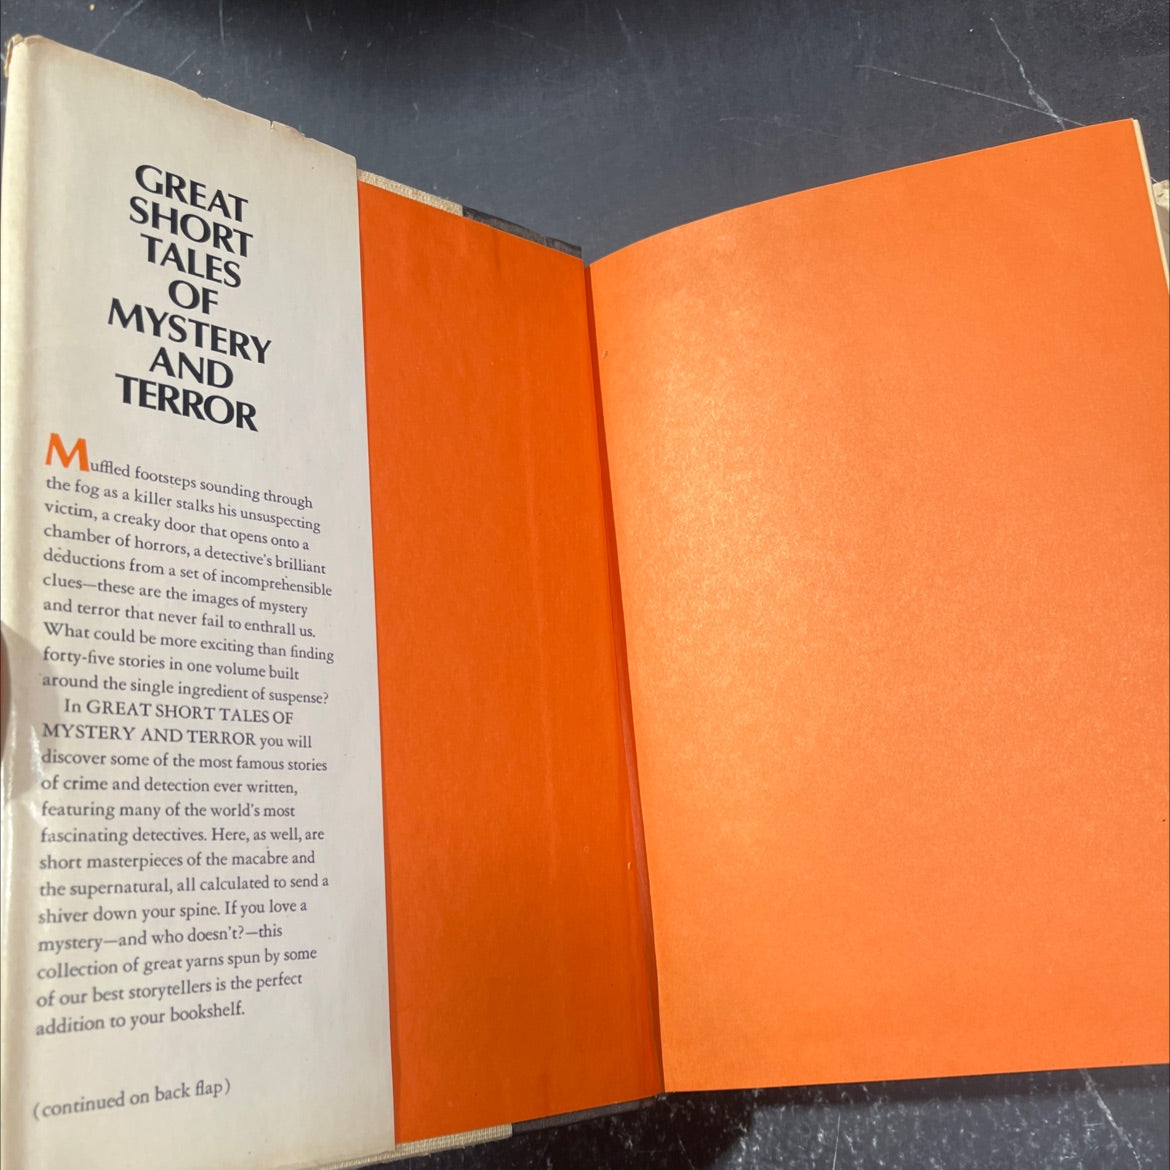 GREAT
SHORT
TALES
OF
MYSTERY
AND
TERROR
Muffled footsteps sounding through
the fog as a killer stalks his unsuspecting
victim, a creaky door that opens onto a
chamber of horrors, a detective's brilliant
deductions from a set of incomprehensible
clues—these are the images of mystery
and terror that never fail to enthrall us.
What could be more exciting than finding
forty-five stories in one volume built
around the single ingredient of suspense?
In GREAT SHORT TALES OF
MYSTERY AND TERROR you will
discover some of the most famous stories
of crime and detection ever written,
featuring many of the world's most
fascinating detectives. Here, as well, are
short masterpieces of the macabre and
the supernatural, all calculated to send a
shiver down your spine. If you love a
mystery—and who doesn't?—this
collection of great yarns spun by some
of our best storytellers is the perfect
addition to your bookshelf.
(continued on back flap)